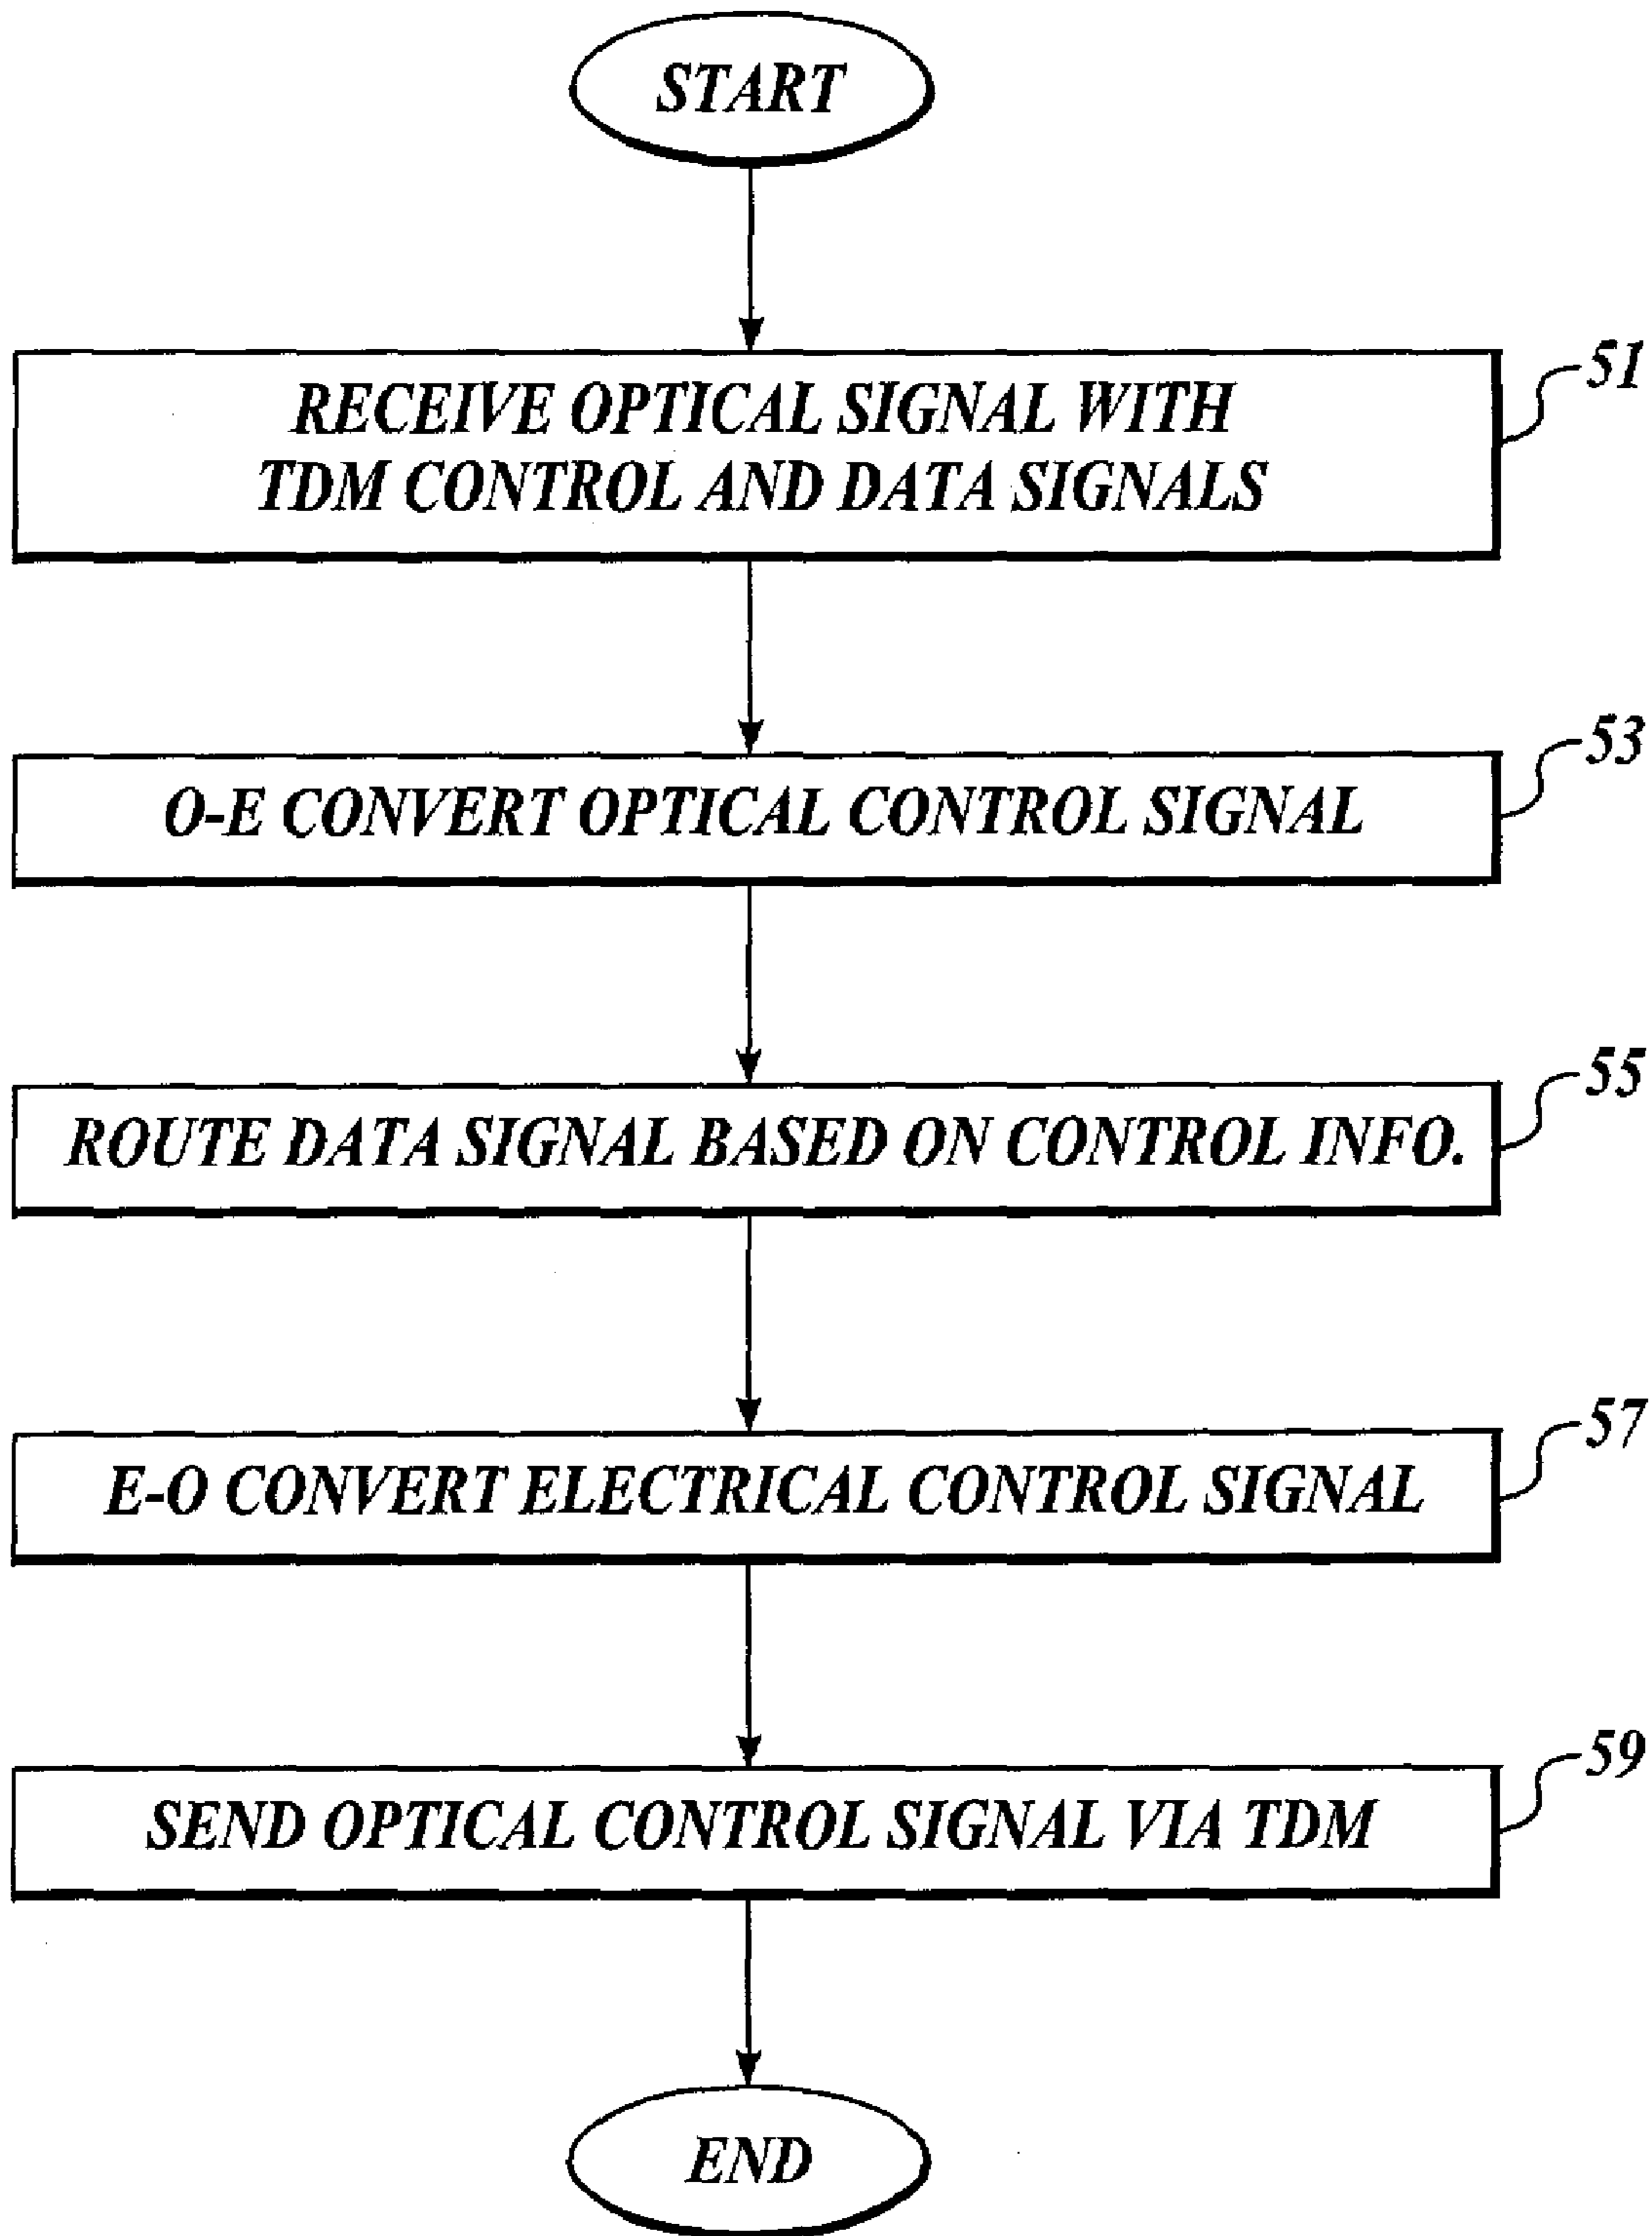 START
RECEIVE OPTICAL SIGNAL WITH
TDM CONTROL AND DATA SIGNALS
51
O-E CONVERT OPTICAL CONTROL SIGNAL
53
ROUTE DATA SIGNAL BASED ON CONTROL INFO.
55
E-O CONVERT ELECTRICAL CONTROL SIGNAL
57
SEND OPTICAL CONTROL SIGNAL VIA TDM
59
END